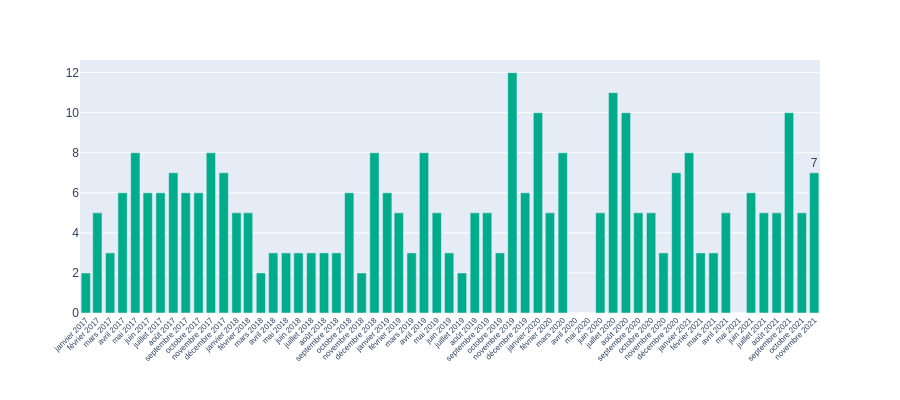 12
10
8
7
6
4
2
0
janvier 2017
février 2017
mars 2017
avril 2017
mai 2017
juin 2017
juillet 2017
août 2017
septembre 2017
octobre 2017
novembre 2017
décembre 2017
janvier 2018
février 2018
mars 2018
avril 2018
mai 2018
juin 2018
juillet 2018
août 2018
septembre 2018
octobre 2018
novembre 2018
décembre 2018
janvier 2019
février 2019
mars 2019
avril 2019
mai 2019
juin 2019
juillet 2019
août 2019
septembre 2019
octobre 2019
novembre 2019
décembre 2019
janvier 2020
février 2020
mars 2020
avril 2020
mai 2020
juin 2020
juillet 2020
août 2020
septembre 2020
octobre 2020
novembre 2020
décembre 2020
janvier 2021
février 2021
mars 2021
avril 2021
mai 2021
juin 2021
juillet 2021
août 2021
septembre 2021
octobre 2021
novembre 2021